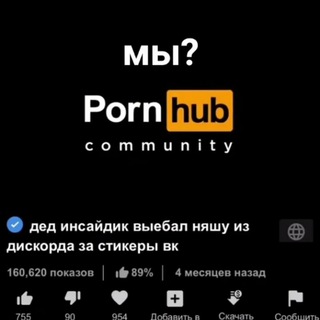 мы?
Porn hub
community
дед инсайдик выебал няшу из
дискорда за стикеры вк
160,620 показов | 89% | 4 месяцев назад
755 90 954 Добавить в Скачать Сообщить